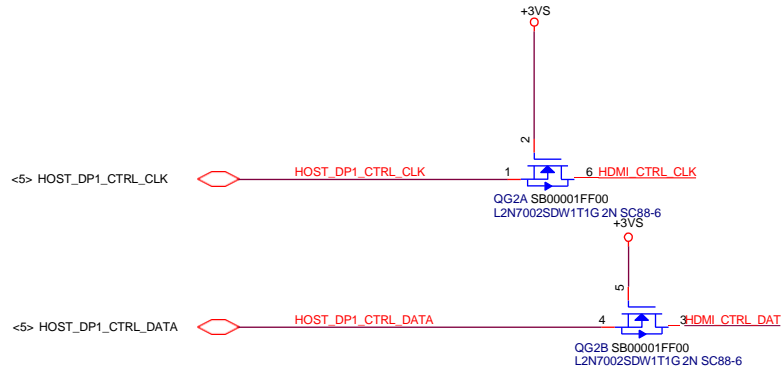 +3VS
2
<5> HOST_DP1_CTRL_CLK
HOST_DP1_CTRL_CLK
1
6
HDMI_CTRL_CLK
QG2A SB00001FF00
L2N7002SDW1T1G 2N SC88-6
+3VS
5
<5> HOST_DP1_CTRL_DATA
HOST_DP1_CTRL_DATA
4
3
HDMI_CTRL_DAT
QG2B SB00001FF00
L2N7002SDW1T1G 2N SC88-6